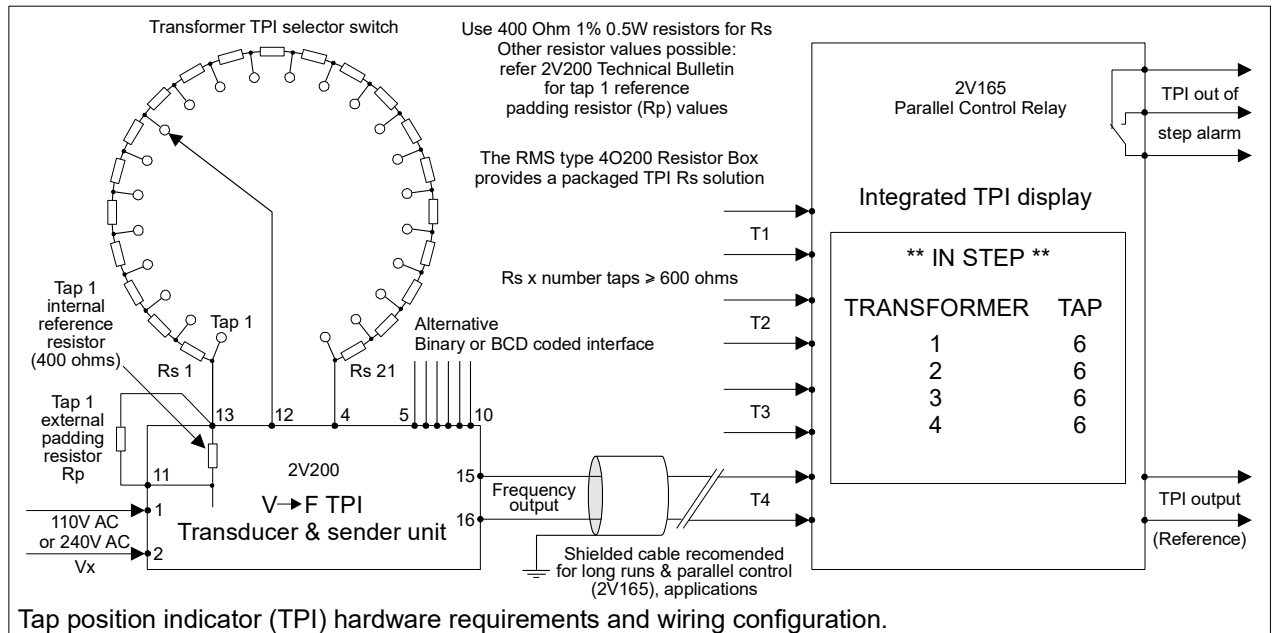 Transformer TPI selector switch
Use 400 Ohm 1% 0.5W resistors for Rs
Other resistor values possible:
refer 2V200 Technical Bulletin
for tap 1 reference
padding resistor (Rp) values
The RMS type 4O200 Resistor Box
provides a packaged TPI Rs solution
Rs x number taps ⩾ 600 ohms
Tap 1
internal
reference
resistor
(400 ohms)
Tap 1
Rs 1
Rs 21
Alternative
Binary or BCD coded interface
Tap 1
external
padding
resistor
Rp
13
12
4
5
10
11
2V200
V→F TPI
Transducer & sender unit
1
110V AC
or 240V AC
2
Vx
15
Frequency
output
16
Shielded cable recomended
for long runs & parallel control
(2V165), applications
T1
T2
T3
T4
2V165
Parallel Control Relay
Integrated TPI display
** IN STEP **
TRANSFORMER TAP
1 6
2 6
3 6
4 6
TPI out of
step alarm
TPI output
(Reference)
Tap position indicator (TPI) hardware requirements and wiring configuration.